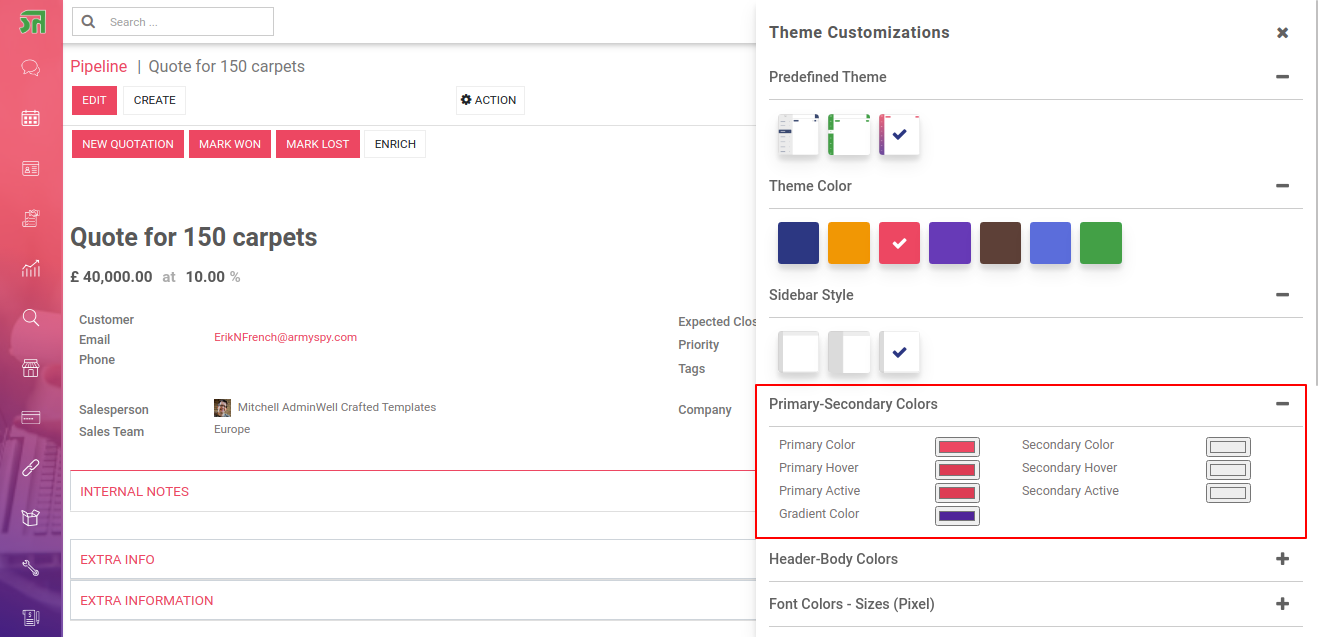 Search ...
Pipeline | Quote for 150 carpets
EDIT CREATE ACTION
NEW QUOTATION MARK WON MARK LOST ENRICH
Quote for 150 carpets
£ 40,000.00 at 10.00 %
Customer
Email ErikNFrench@armyspy.com
Phone
Expected Clos
Priority
Tags
Salesperson Mitchell AdminWell Crafted Templates
Sales Team Europe
Company
INTERNAL NOTES
EXTRA INFO
EXTRA INFORMATION
Theme Customizations
Predefined Theme
Theme Color
Sidebar Style
Primary-Secondary Colors
Primary Color Secondary Color
Primary Hover Secondary Hover
Primary Active Secondary Active
Gradient Color
Header-Body Colors
Font Colors - Sizes (Pixel)